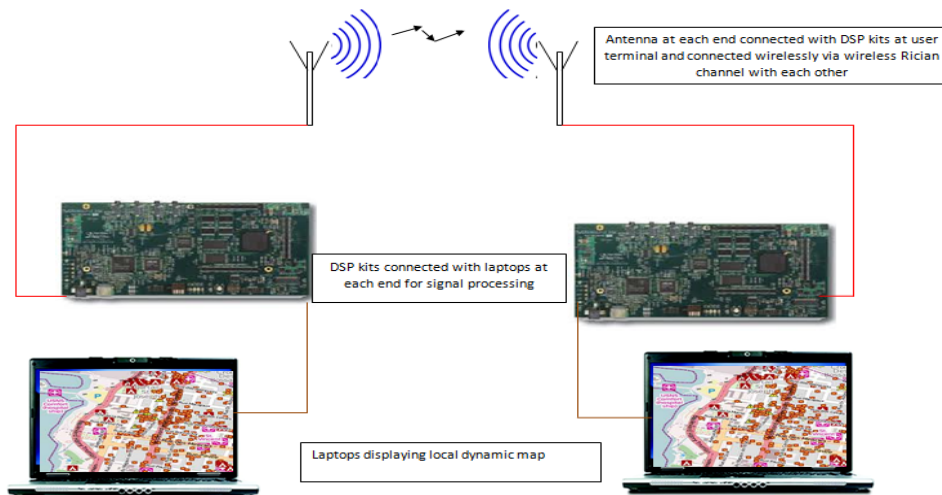 Antenna at each end connected with DSP kits at user
terminal and connected wirelessly via wireless Rician
channel with each other
DSP kits connected with laptops at
each end for signal processing
Laptops displaying local dynamic map